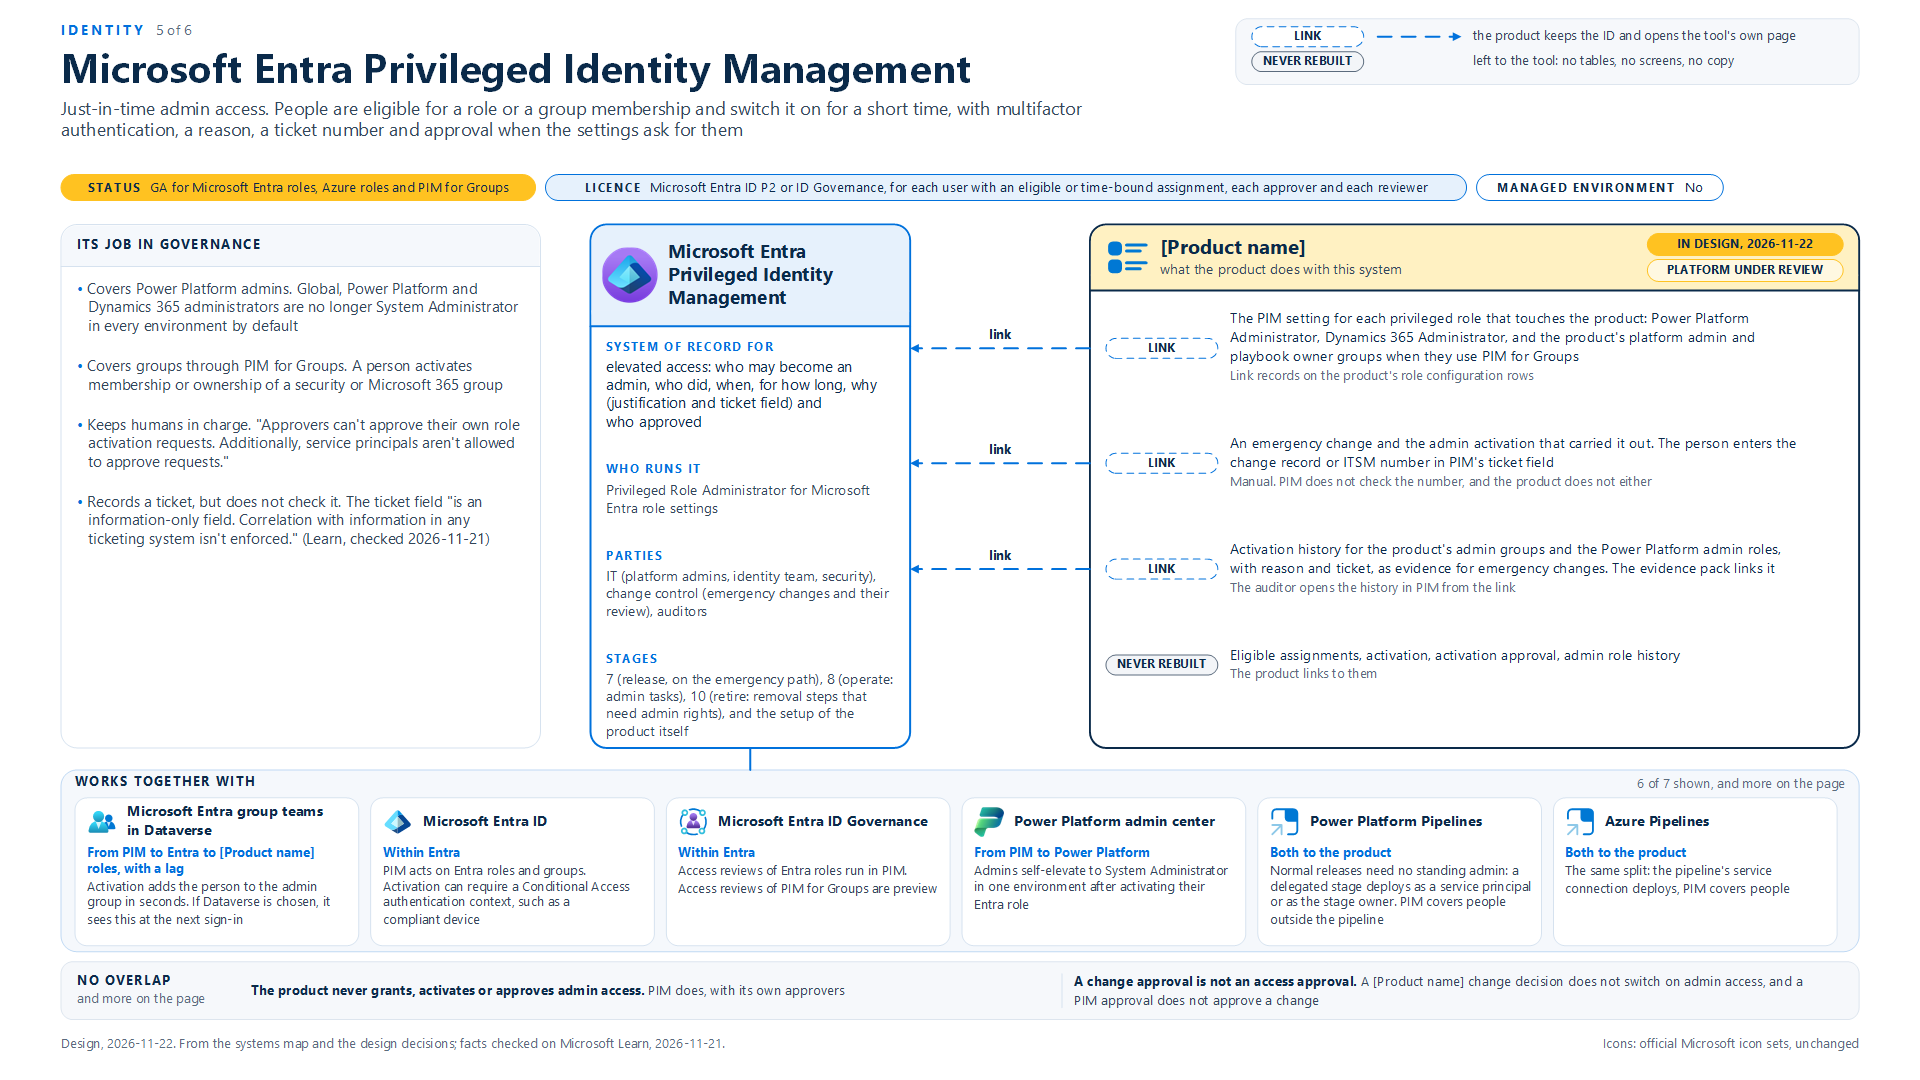 IDENTITY 5 of 6
Microsoft Entra Privileged Identity Management
Just-in-time admin access. People are eligible for a role or a group membership and switch it on for a short time, with multifactor
authentication, a reason, a ticket number and approval when the settings ask for them
LINK the product keeps the ID and opens the tool's own page
NEVER REBUILT left to the tool: no tables, no screens, no copy
STATUS GA for Microsoft Entra roles, Azure roles and PIM for Groups
LICENCE Microsoft Entra ID P2 or ID Governance, for each user with an eligible or time-bound assignment, each approver and each reviewer
MANAGED ENVIRONMENT No
ITS JOB IN GOVERNANCE
• Covers Power Platform admins. Global, Power Platform and
Dynamics 365 administrators are no longer System Administrator
in every environment by default
• Covers groups through PIM for Groups. A person activates
membership or ownership of a security or Microsoft 365 group
• Keeps humans in charge. "Approvers can't approve their own role
activation requests. Additionally, service principals aren't allowed
to approve requests."
• Records a ticket, but does not check it. The ticket field "is an
information-only field. Correlation with information in any
ticketing system isn't enforced." (Learn, checked 2026-11-21)
Microsoft Entra
Privileged Identity
Management
SYSTEM OF RECORD FOR
elevated access: who may become an
admin, who did, when, for how long, why
(justification and ticket field) and
who approved
WHO RUNS IT
Privileged Role Administrator for Microsoft
Entra role settings
PARTIES
IT (platform admins, identity team, security),
change control (emergency changes and their
review), auditors
STAGES
7 (release, on the emergency path), 8 (operate:
admin tasks), 10 (retire: removal steps that
need admin rights), and the setup of the
product itself
link
link
link
[Product name]
what the product does with this system
IN DESIGN, 2026-11-22
PLATFORM UNDER REVIEW
LINK
The PIM setting for each privileged role that touches the product: Power Platform
Administrator, Dynamics 365 Administrator, and the product's platform admin and
playbook owner groups when they use PIM for Groups
Link records on the product's role configuration rows
LINK
An emergency change and the admin activation that carried it out. The person enters the
change record or ITSM number in PIM's ticket field
Manual. PIM does not check the number, and the product does not either
LINK
Activation history for the product's admin groups and the Power Platform admin roles,
with reason and ticket, as evidence for emergency changes. The evidence pack links it
The auditor opens the history in PIM from the link
NEVER REBUILT
Eligible assignments, activation, activation approval, admin role history
The product links to them
WORKS TOGETHER WITH
6 of 7 shown, and more on the page
Microsoft Entra group teams
in Dataverse
From PIM to Entra to [Product name]
roles, with a lag
Activation adds the person to the admin
group in seconds. If Dataverse is chosen, it
sees this at the next sign-in
Microsoft Entra ID
Within Entra
PIM acts on Entra roles and groups.
Activation can require a Conditional Access
authentication context, such as a
compliant device
Microsoft Entra ID Governance
Within Entra
Access reviews of Entra roles run in PIM.
Access reviews of PIM for Groups are preview
Power Platform admin center
From PIM to Power Platform
Admins self-elevate to System Administrator
in one environment after activating their
Entra role
Power Platform Pipelines
Both to the product
Normal releases need no standing admin: a
delegated stage deploys as a service principal
or as the stage owner. PIM covers people
outside the pipeline
Azure Pipelines
Both to the product
The same split: the pipeline's service
connection deploys, PIM covers people
NO OVERLAP
and more on the page
The product never grants, activates or approves admin access. PIM does, with its own approvers
A change approval is not an access approval. A [Product name] change decision does not switch on admin access, and a
PIM approval does not approve a change
Design, 2026-11-22. From the systems map and the design decisions; facts checked on Microsoft Learn, 2026-11-21.
Icons: official Microsoft icon sets, unchanged